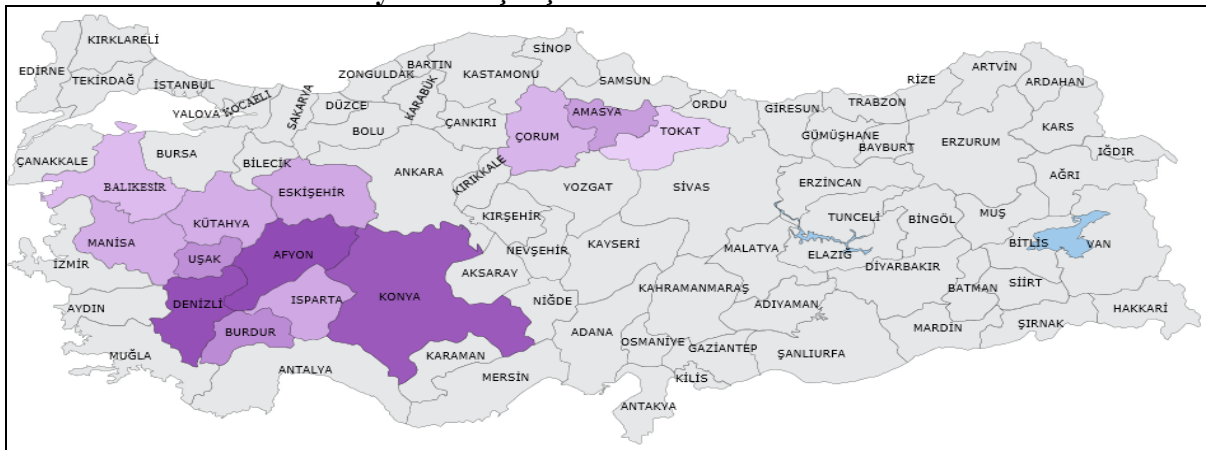 KIRKLARELİ
EDİRNE
TEKİRDAĞ
İSTANBUL
YALOVA
KOCAELİ
SAKARYA
DÜZCE
ZONGULDAK
BARTIN
KARABÜK
KASTAMONU
SİNOP
SAMSUN
ORDU
GİRESUN
TRABZON
RİZE
ARTVİN
ARDAHAN
KARS
IĞDIR
ÇANAKKALE
BURSA
BİLECİK
BOLU
ÇANKIRI
ANKARA
KIRIKKALE
ÇORUM
AMASYA
TOKAT
GÜMÜŞHANE
BAYBURT
ERZURUM
AĞRI
BALIKESİR
KÜTAHYA
ESKİŞEHİR
YOZGAT
SİVAS
ERZİNCAN
TUNCELİ
BİNGÖL
MUŞ
BİTLİS
VAN
MANİSA
UŞAK
AFYON
KIRŞEHİR
NEVŞEHİR
KAYSERİ
MALATYA
ELAZIĞ
DİYARBAKIR
BATMAN
SİİRT
HAKKARİ
İZMİR
AYDIN
DENİZLİ
ISPARTA
KONYA
AKSARAY
NİĞDE
KAHRAMANMARAŞ
ADIYAMAN
MARDİN
ŞIRNAK
MUĞLA
BURDUR
ANTALYA
KARAMAN
MERSİN
ADANA
OSMANİYE
GAZİANTEP
KİLİS
ŞANLIURFA
ANTAKYA